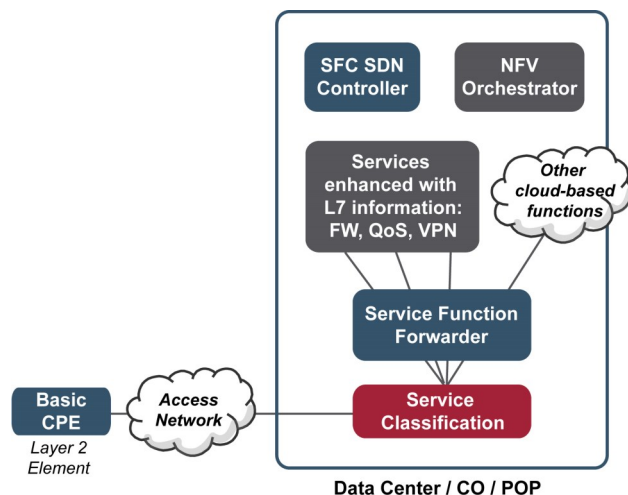 SFC SDN
Controller
NFV
Orchestrator
Services
enhanced with
L7 information:
FW, QoS, VPN
Other
cloud-based
functions
Service Function
Forwarder
Basic
CPE
Access
Network
Service
Classification
Layer 2
Element
Data Center / CO / POP